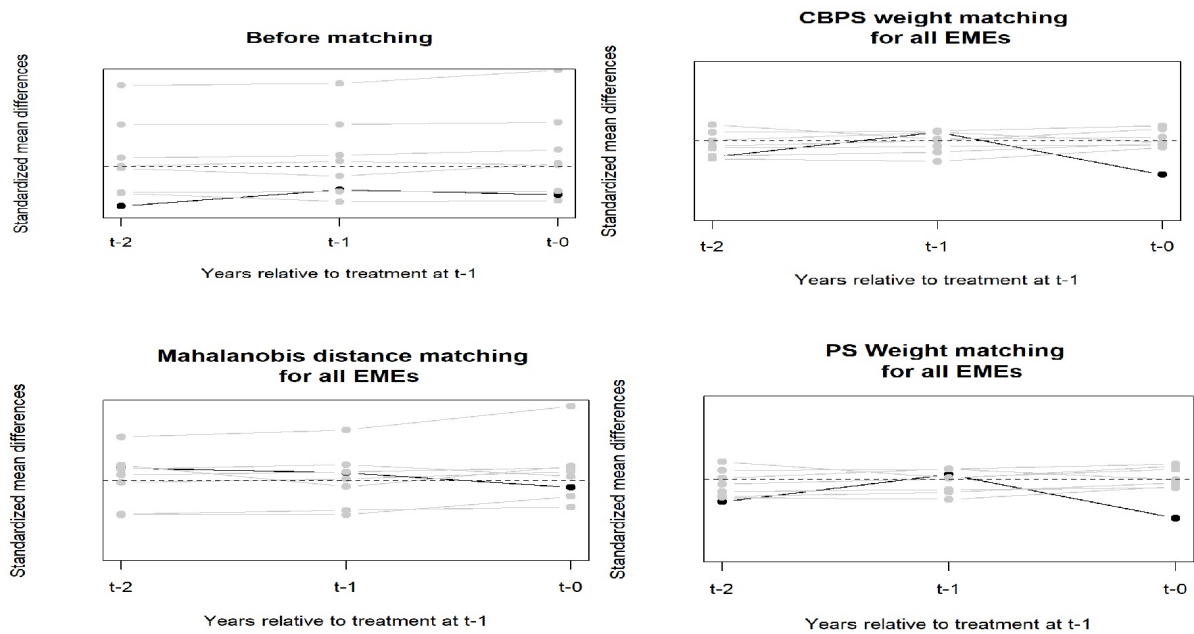 Before matching
Standardized mean differences
t-2
t-1
t-0
Years relative to treatment at t-1
CBPS weight matching
for all EMEs
Standardized mean differences
t-2
t-1
t-0
Years relative to treatment at t-1
Mahalanobis distance matching
for all EMEs
Standardized mean differences
t-2
t-1
t-0
Years relative to treatment at t-1
PS Weight matching
for all EMEs
Standardized mean differences
t-2
t-1
t-0
Years relative to treatment at t-1